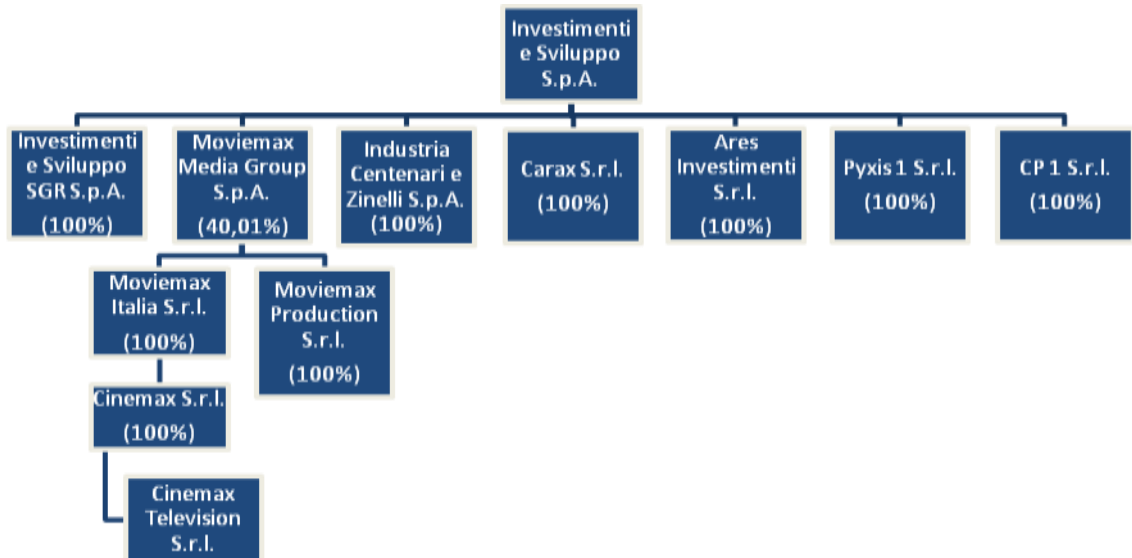 Investimenti
e Sviluppo
S.p.A.
Investimenti
e Sviluppo
SGR S.p.A.
(100%)
Moviemax
Media Group
S.p.A.
(40,01%)
Industria
Centenari e
Zinelli S.p.A.
(100%)
Carax S.r.l.
(100%)
Ares
Investimenti
S.r.l.
(100%)
Pyxis 1 S.r.l.
(100%)
CP 1 S.r.l.
(100%)
Moviemax
Italia S.r.l.
(100%)
Moviemax
Production
S.r.l.
(100%)
Cinemax S.r.l.
(100%)
Cinemax
Television
S.r.l.